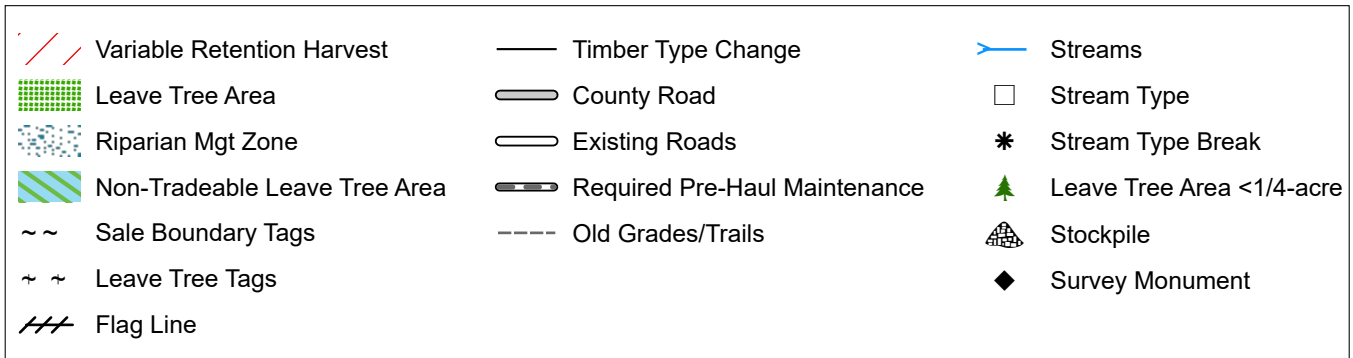 Variable Retention Harvest
Leave Tree Area
Riparian Mgt Zone
Non-Tradeable Leave Tree Area
Sale Boundary Tags
Leave Tree Tags
Flag Line
Timber Type Change
County Road
Existing Roads
Required Pre-Haul Maintenance
Old Grades/Trails
Streams
Stream Type
Stream Type Break
Leave Tree Area <1/4-acre
Stockpile
Survey Monument